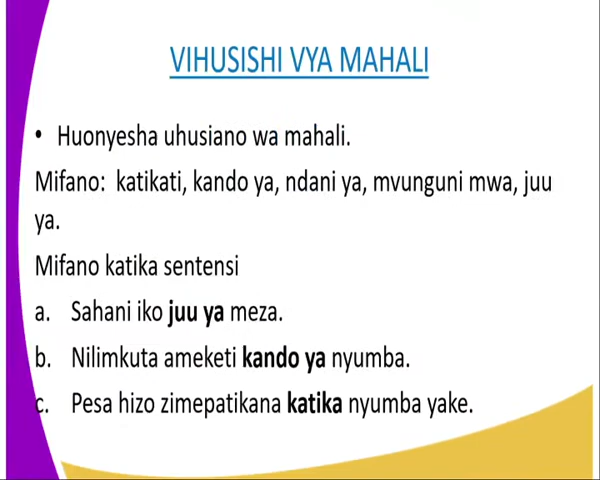 VIHUSISHI VYA MAHALI
• Huonyesha uhusiano wa mahali.
Mifano: katikati, kando ya, ndani ya, mvunguni mwa, juu
ya.
Mifano katika sentensi
a. Sahani iko juu ya meza.
b. Nilimkuta ameketi kando ya nyumba.
c. Pesa hizo zimepatikana katika nyumba yake.